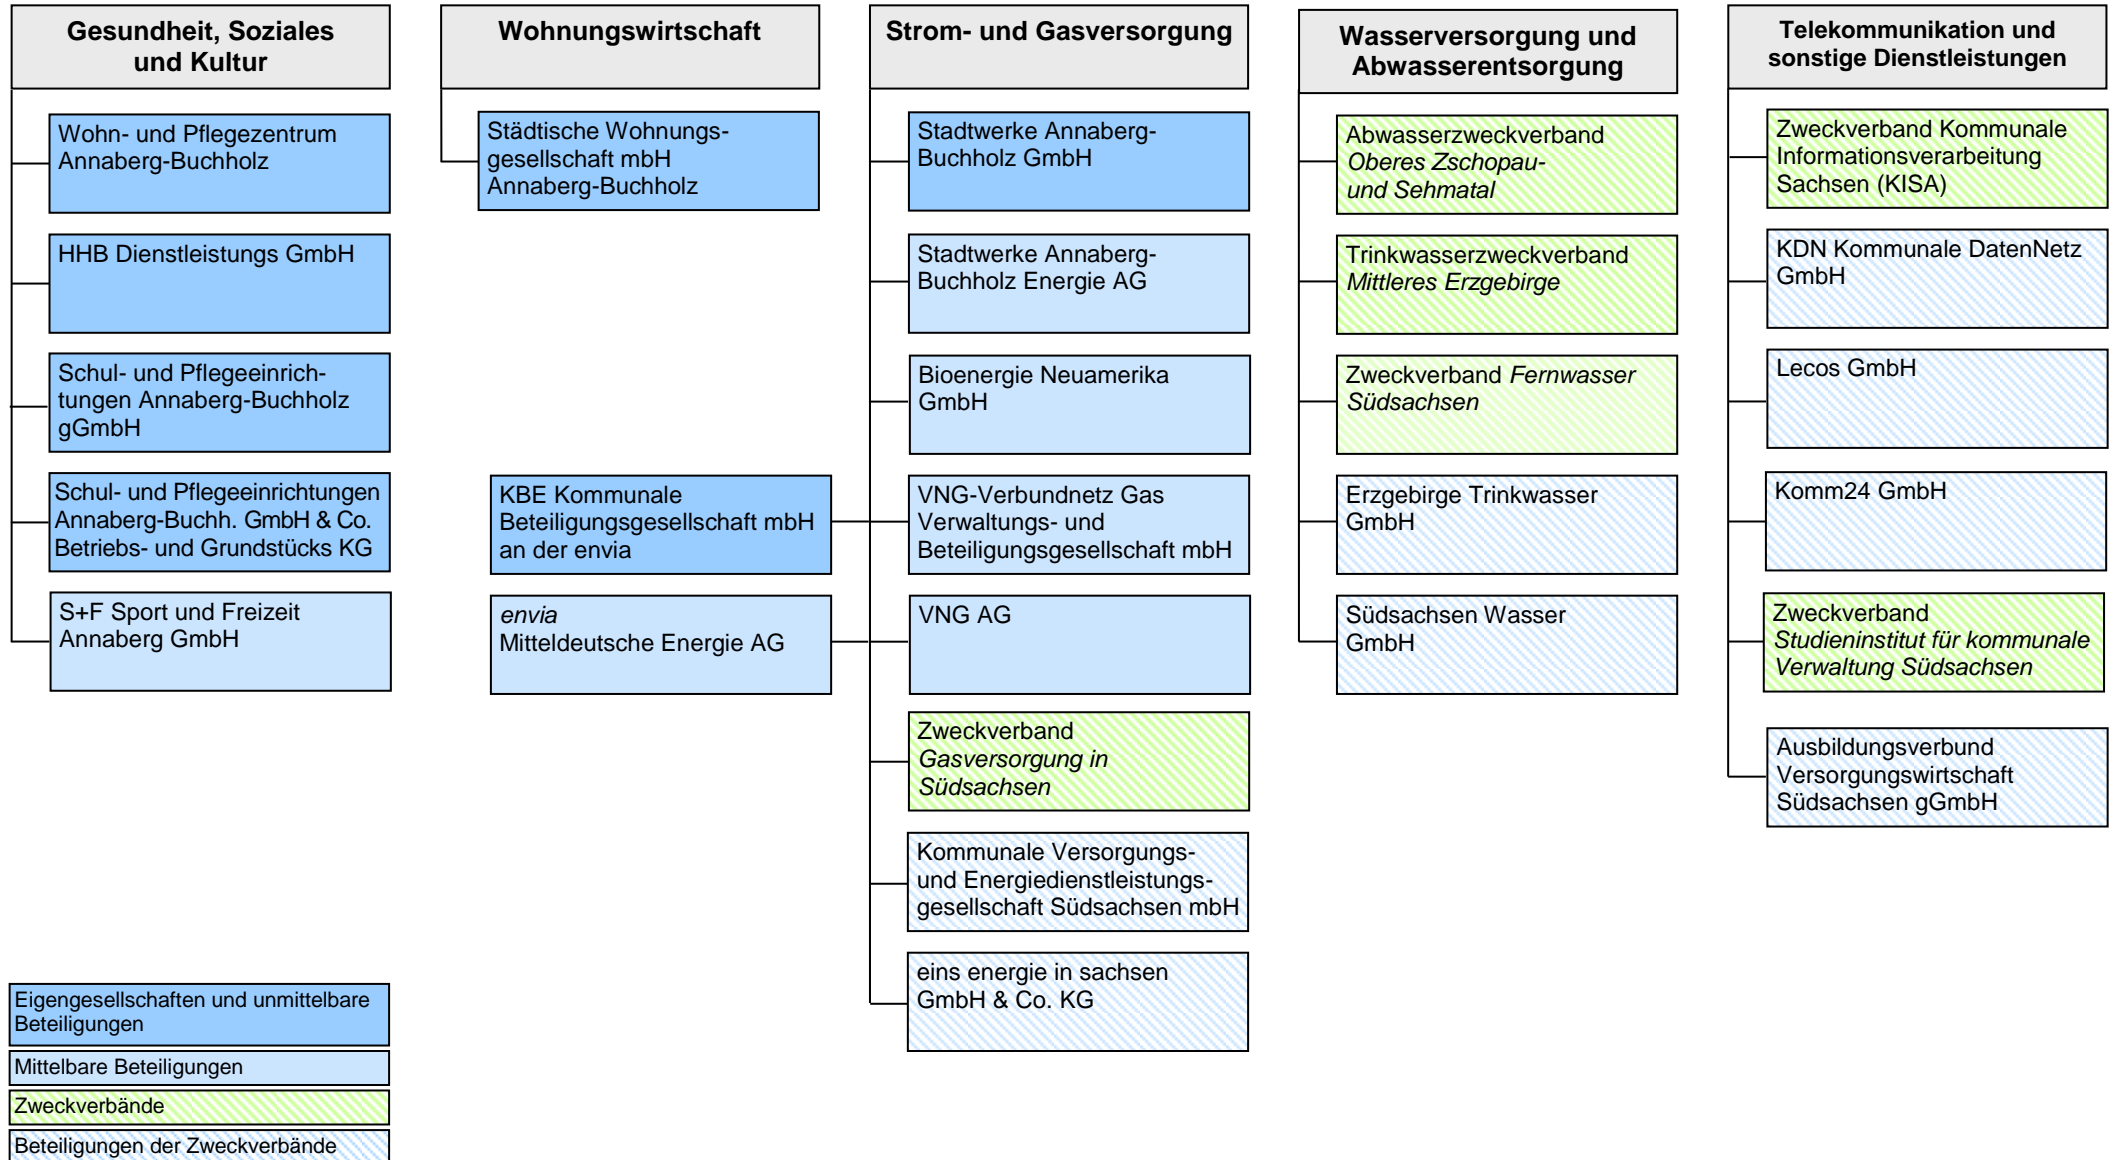 Gesundheit, Soziales
und Kultur
Wohn- und Pflegezentrum
Annaberg-Buchholz
HHB Dienstleistungs GmbH
Schul- und Pflegeeinrich-
tungen Annaberg-Buchholz
gGmbH
Schul- und Pflegeeinrichtungen
Annaberg-Buchh. GmbH & Co.
Betriebs- und Grundstücks KG
S+F Sport und Freizeit
Annaberg GmbH
Wohnungswirtschaft
Städtische Wohnungs-
gesellschaft mbH
Annaberg-Buchholz
KBE Kommunale
Beteiligungsgesellschaft mbH
an der envia
envia
Mitteldeutsche Energie AG
Strom- und Gasversorgung
Stadtwerke Annaberg-
Buchholz GmbH
Stadtwerke Annaberg-
Buchholz Energie AG
Bioenergie Neuamerika
GmbH
VNG-Verbundnetz Gas
Verwaltungs- und
Beteiligungsgesellschaft mbH
VNG AG
Zweckverband
Gasversorgung in
Südsachsen
Kommunale Versorgungs-
und Energiedienstleistungs-
gesellschaft Südsachsen mbH
eins energie in sachsen
GmbH & Co. KG
Wasserversorgung und
Abwasserentsorgung
Abwasserzweckverband
Oberes Zschopau-
und Sehmatal
Trinkwasserzweckverband
Mittleres Erzgebirge
Zweckverband Fernwasser
Südsachsen
Erzgebirge Trinkwasser
GmbH
Südsachsen Wasser
GmbH
Telekommunikation und
sonstige Dienstleistungen
Zweckverband Kommunale
Informationsverarbeitung
Sachsen (KISA)
KDN Kommunale DatenNetz
GmbH
Lecos GmbH
Komm24 GmbH
Zweckverband
Studieninstitut für kommunale
Verwaltung Südsachsen
Ausbildungsverbund
Versorgungswirtschaft
Südsachsen gGmbH
Eigengesellschaften und unmittelbare
Beteiligungen
Mittelbare Beteiligungen
Zweckverbände
Beteiligungen der Zweckverbände